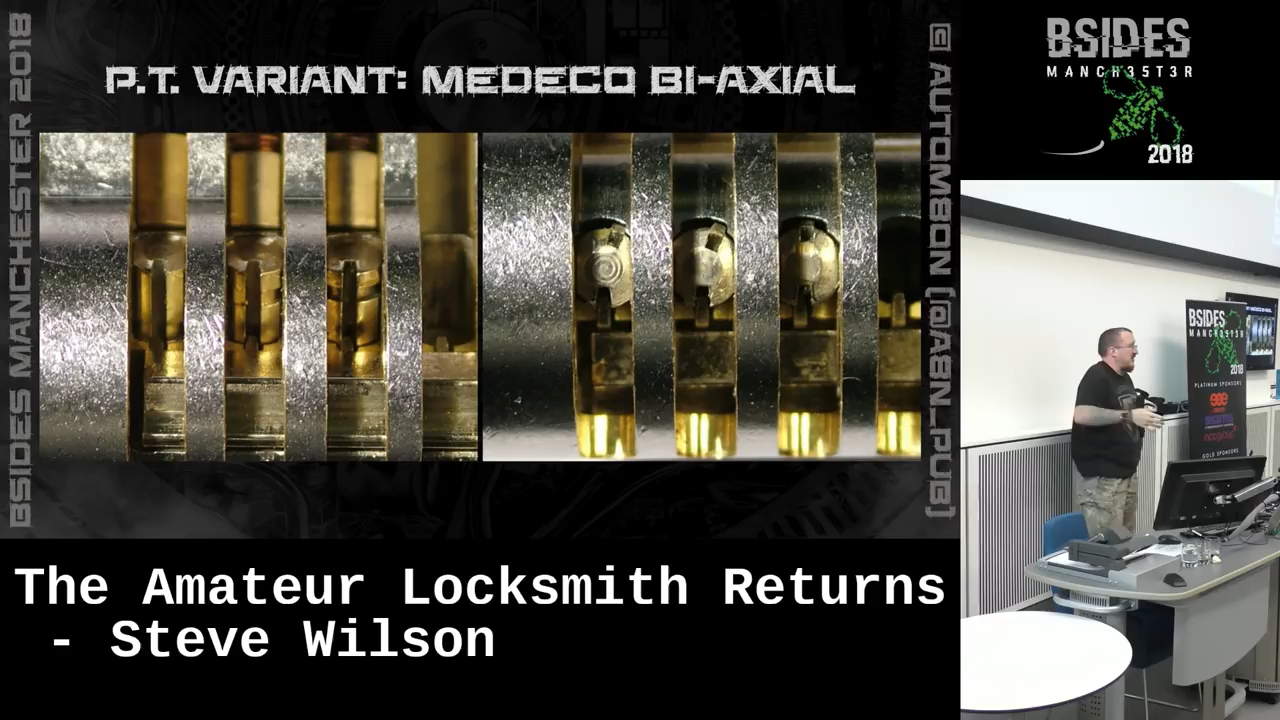 BSIDES MANCHESTER 2018
P.T. VARIANT: MEDECO BI-AXIAL
© AUTOM8ON (@A8N_PUB)
The Amateur Locksmith Returns
- Steve Wilson
BSIDES
MANCH35T3R
2018
BSIDES
MANCH35T3R
2018
PLATINUM SPONSORS
nccgroup
GOLD SPONSORS